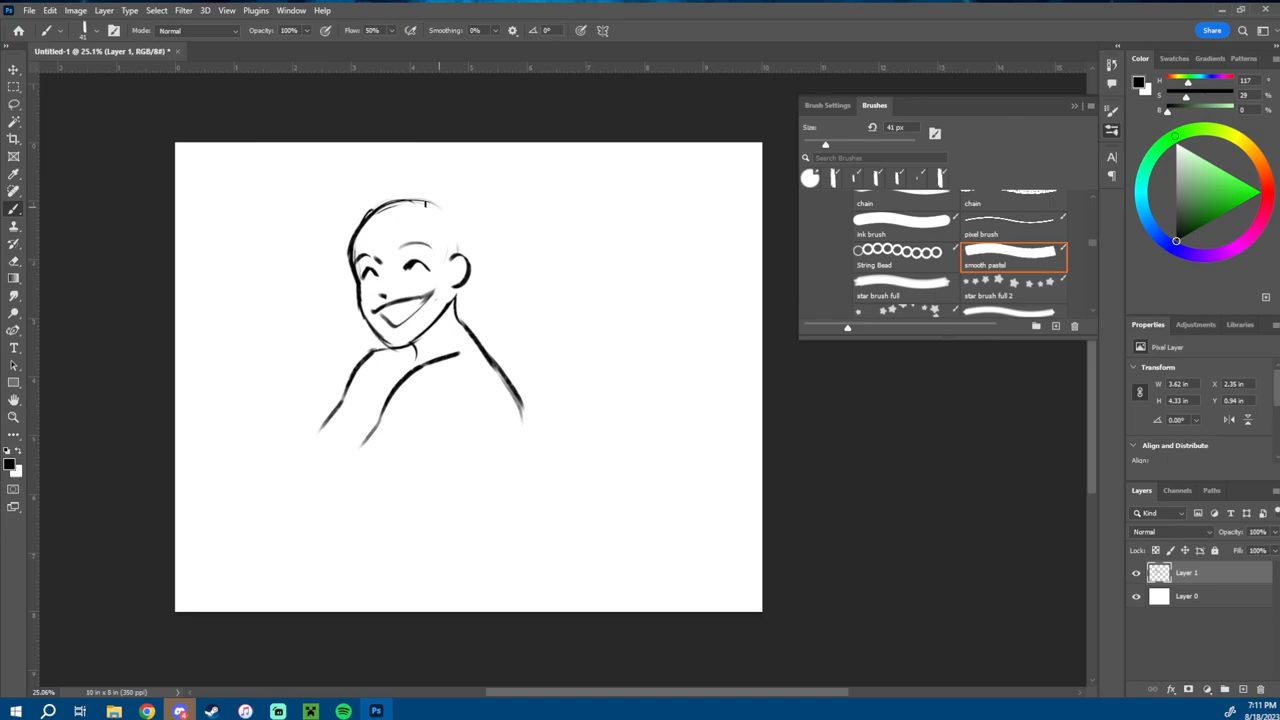 File Edit Image Layer Type Select Filter 3D View Plugins Window Help
Mode: Normal Opacity: 100% Flow: 50% Smoothing: 0% 0° Share
41
Untitled-1 @ 25.1% (Layer 1, RGB/8#) *
Color Swatches Gradients Patterns
H 117 °
S 29 %
B 0 %
Brush Settings Brushes
Size: 41 px
Search Brushes
chain chain
ink brush pixel brush
String Bead smooth pastel
star brush full star brush full 2
Properties Adjustments Libraries
Pixel Layer
Transform
W 3.62 in X 2.35 in
H 4.33 in Y 0.94 in
0.00°
Align and Distribute
Align:
Layers Channels Paths
Kind
Normal Opacity: 100%
Lock: Fill: 100%
Layer 1
Layer 0
25.06% 10 in x 8 in (350 ppi)
7:11 PM
8/18/2023